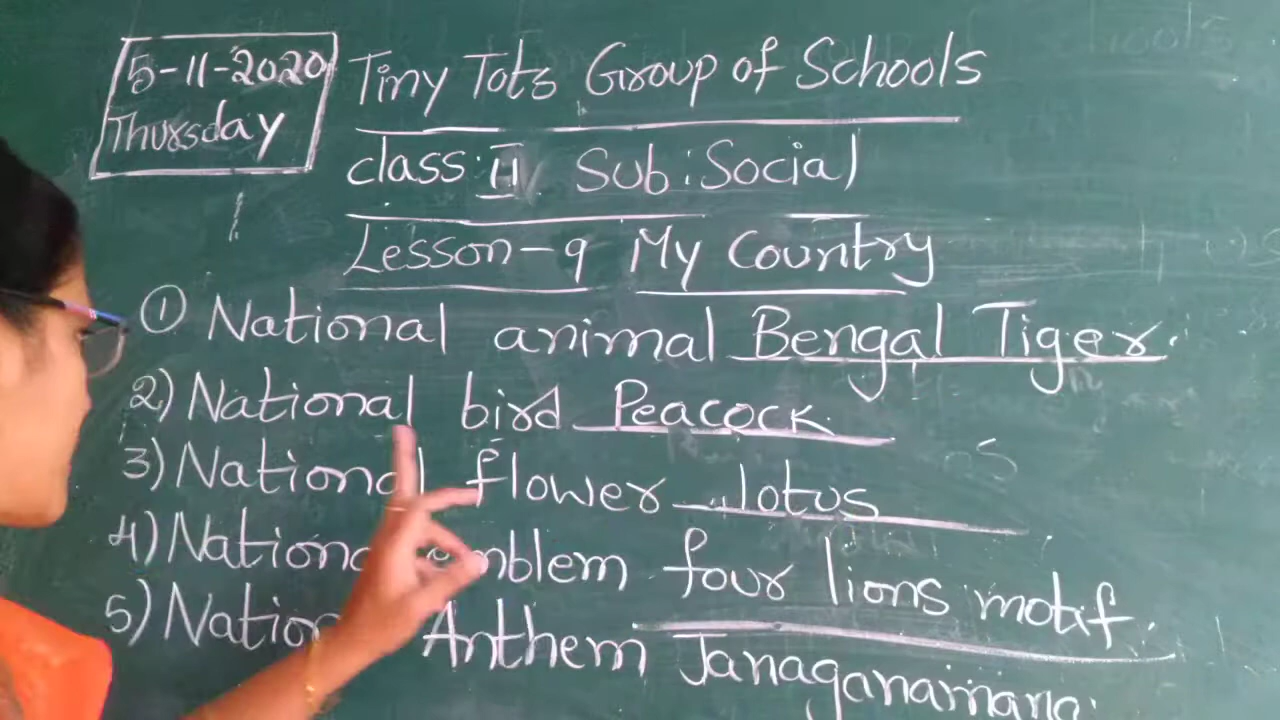 5-11-2020
Thursday
Tiny Tots Group of Schools
class: II Sub: Social
Lesson-9 My Country
① National animal Bengal Tiger.
2) National bird Peacock.
3) National flower lotus
4) National emblem four lions motif.
5) National Anthem Janaganamana.